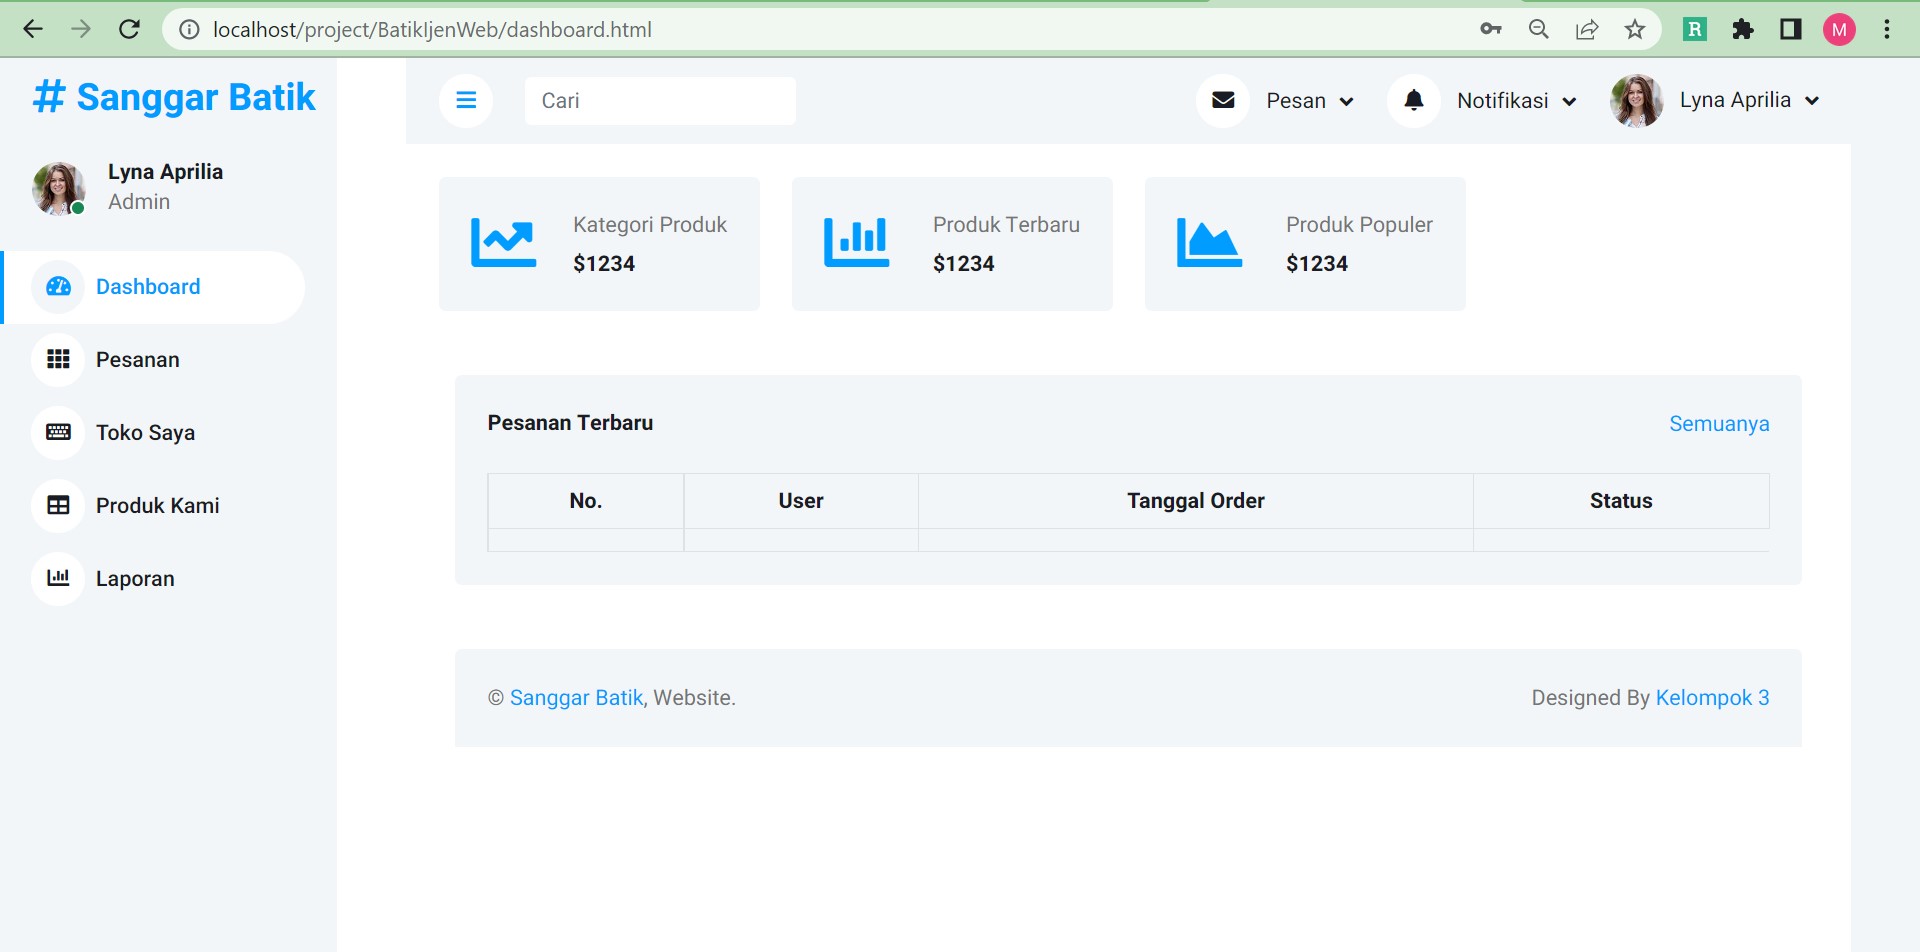 localhost/project/BatikIjenWeb/dashboard.html
R
M
# Sanggar Batik
Cari
Pesan
Notifikasi
Lyna Aprilia
Lyna Aprilia
Admin
Dashboard
Pesanan
Toko Saya
Produk Kami
Laporan
Kategori Produk
$1234
Produk Terbaru
$1234
Produk Populer
$1234
Pesanan Terbaru
Semuanya
No. User Tanggal Order Status
© Sanggar Batik, Website.
Designed By Kelompok 3